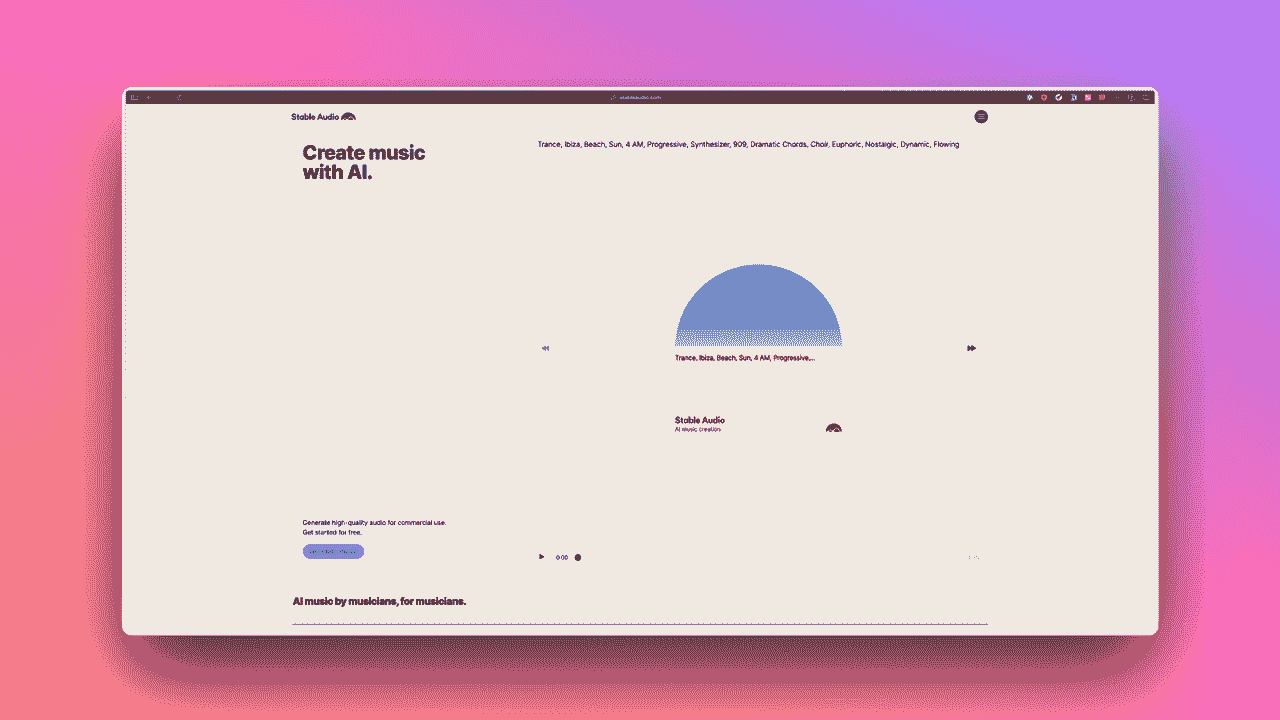 stableaudio.com
Stable Audio
Create music
with AI.
Trance, Ibiza, Beach, Sun, 4 AM, Progressive, Synthesizer, 909, Dramatic Chords, Choir, Euphoric, Nostalgic, Dynamic, Flowing
Trance, Ibiza, Beach, Sun, 4 AM, Progressive,...
Stable Audio
AI music creation
Generate high-quality audio for commercial use.
Get started for free.
0:00
AI music by musicians, for musicians.